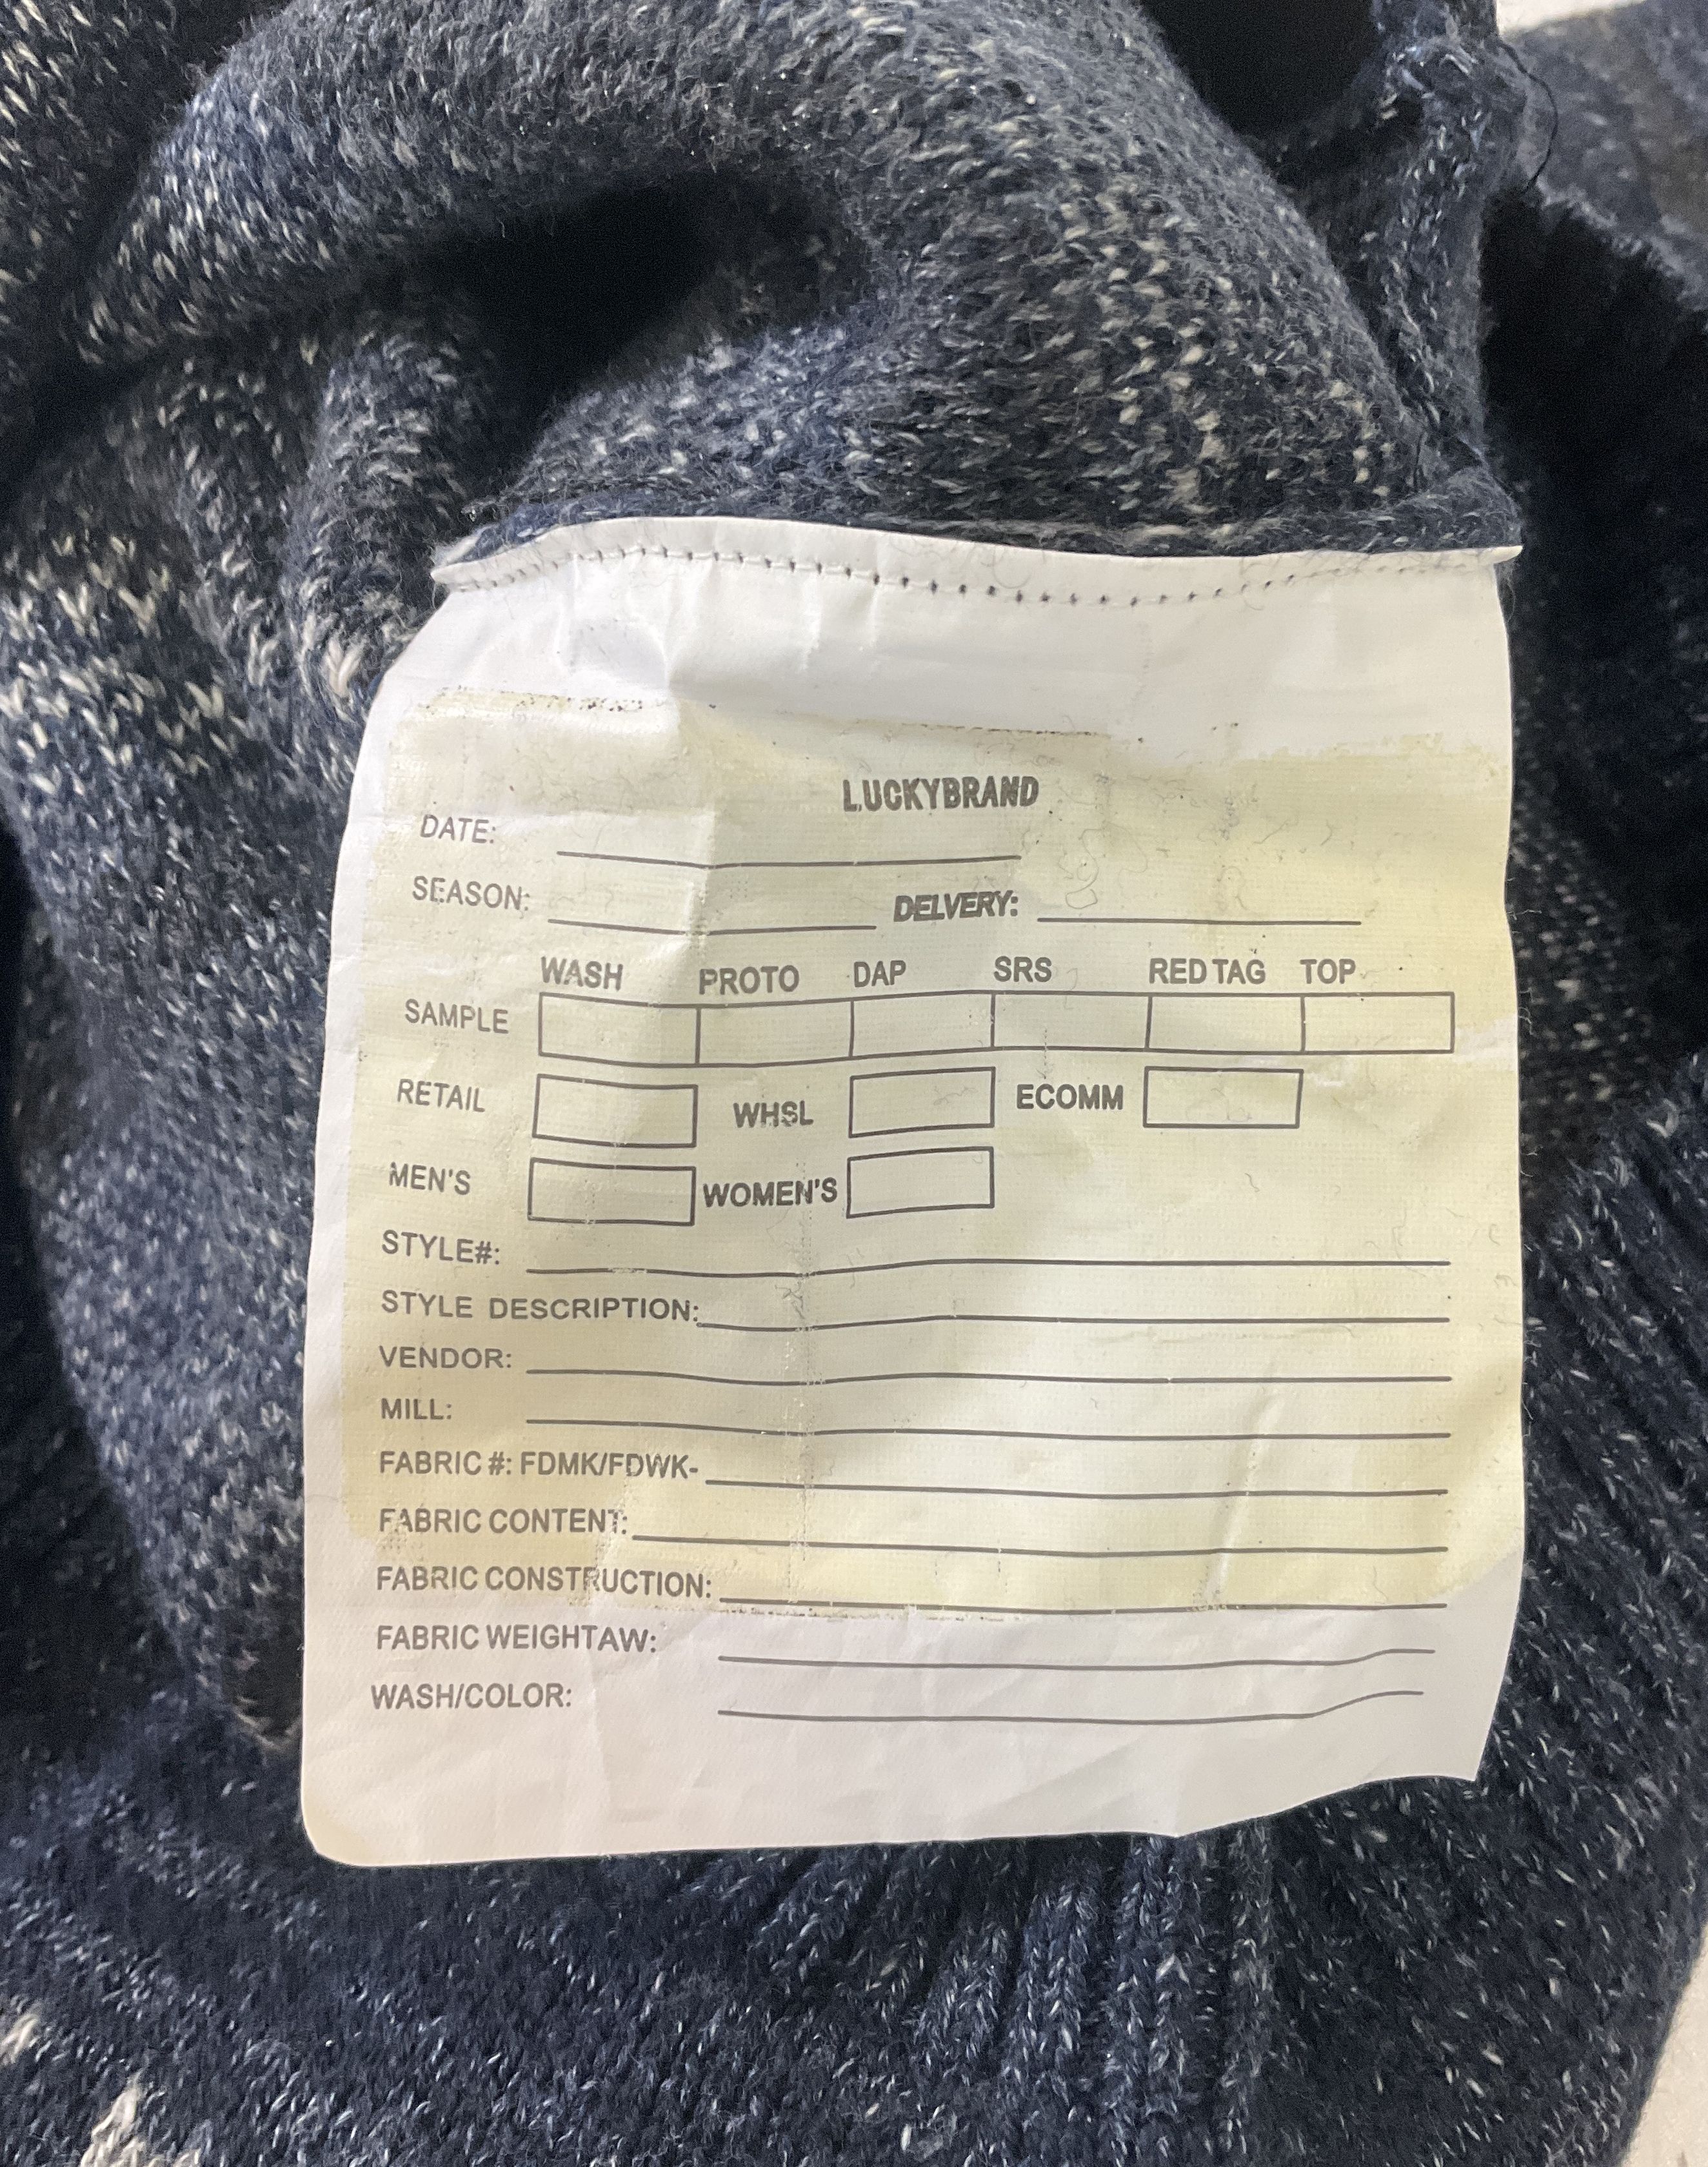 LUCKYBRAND
DATE:
SEASON: DELVERY:
WASH PROTO DAP SRS RED TAG TOP
SAMPLE
RETAIL WHSL ECOMM
MEN'S WOMEN'S
STYLE#:
STYLE DESCRIPTION:
VENDOR:
MILL:
FABRIC #: FDMK/FDWK-
FABRIC CONTENT:
FABRIC CONSTRUCTION:
FABRIC WEIGHTAW:
WASH/COLOR: